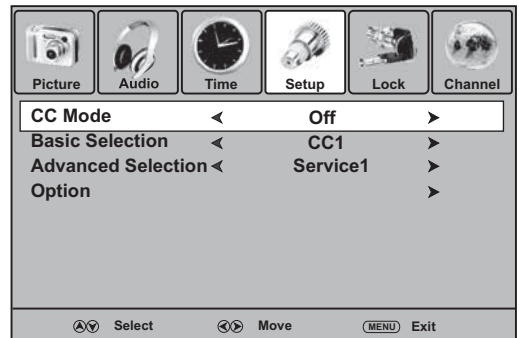 Picture Audio Time Setup Lock Channel
CC Mode Off
Basic Selection CC1
Advanced Selection Service1
Option
Select Move MENU Exit